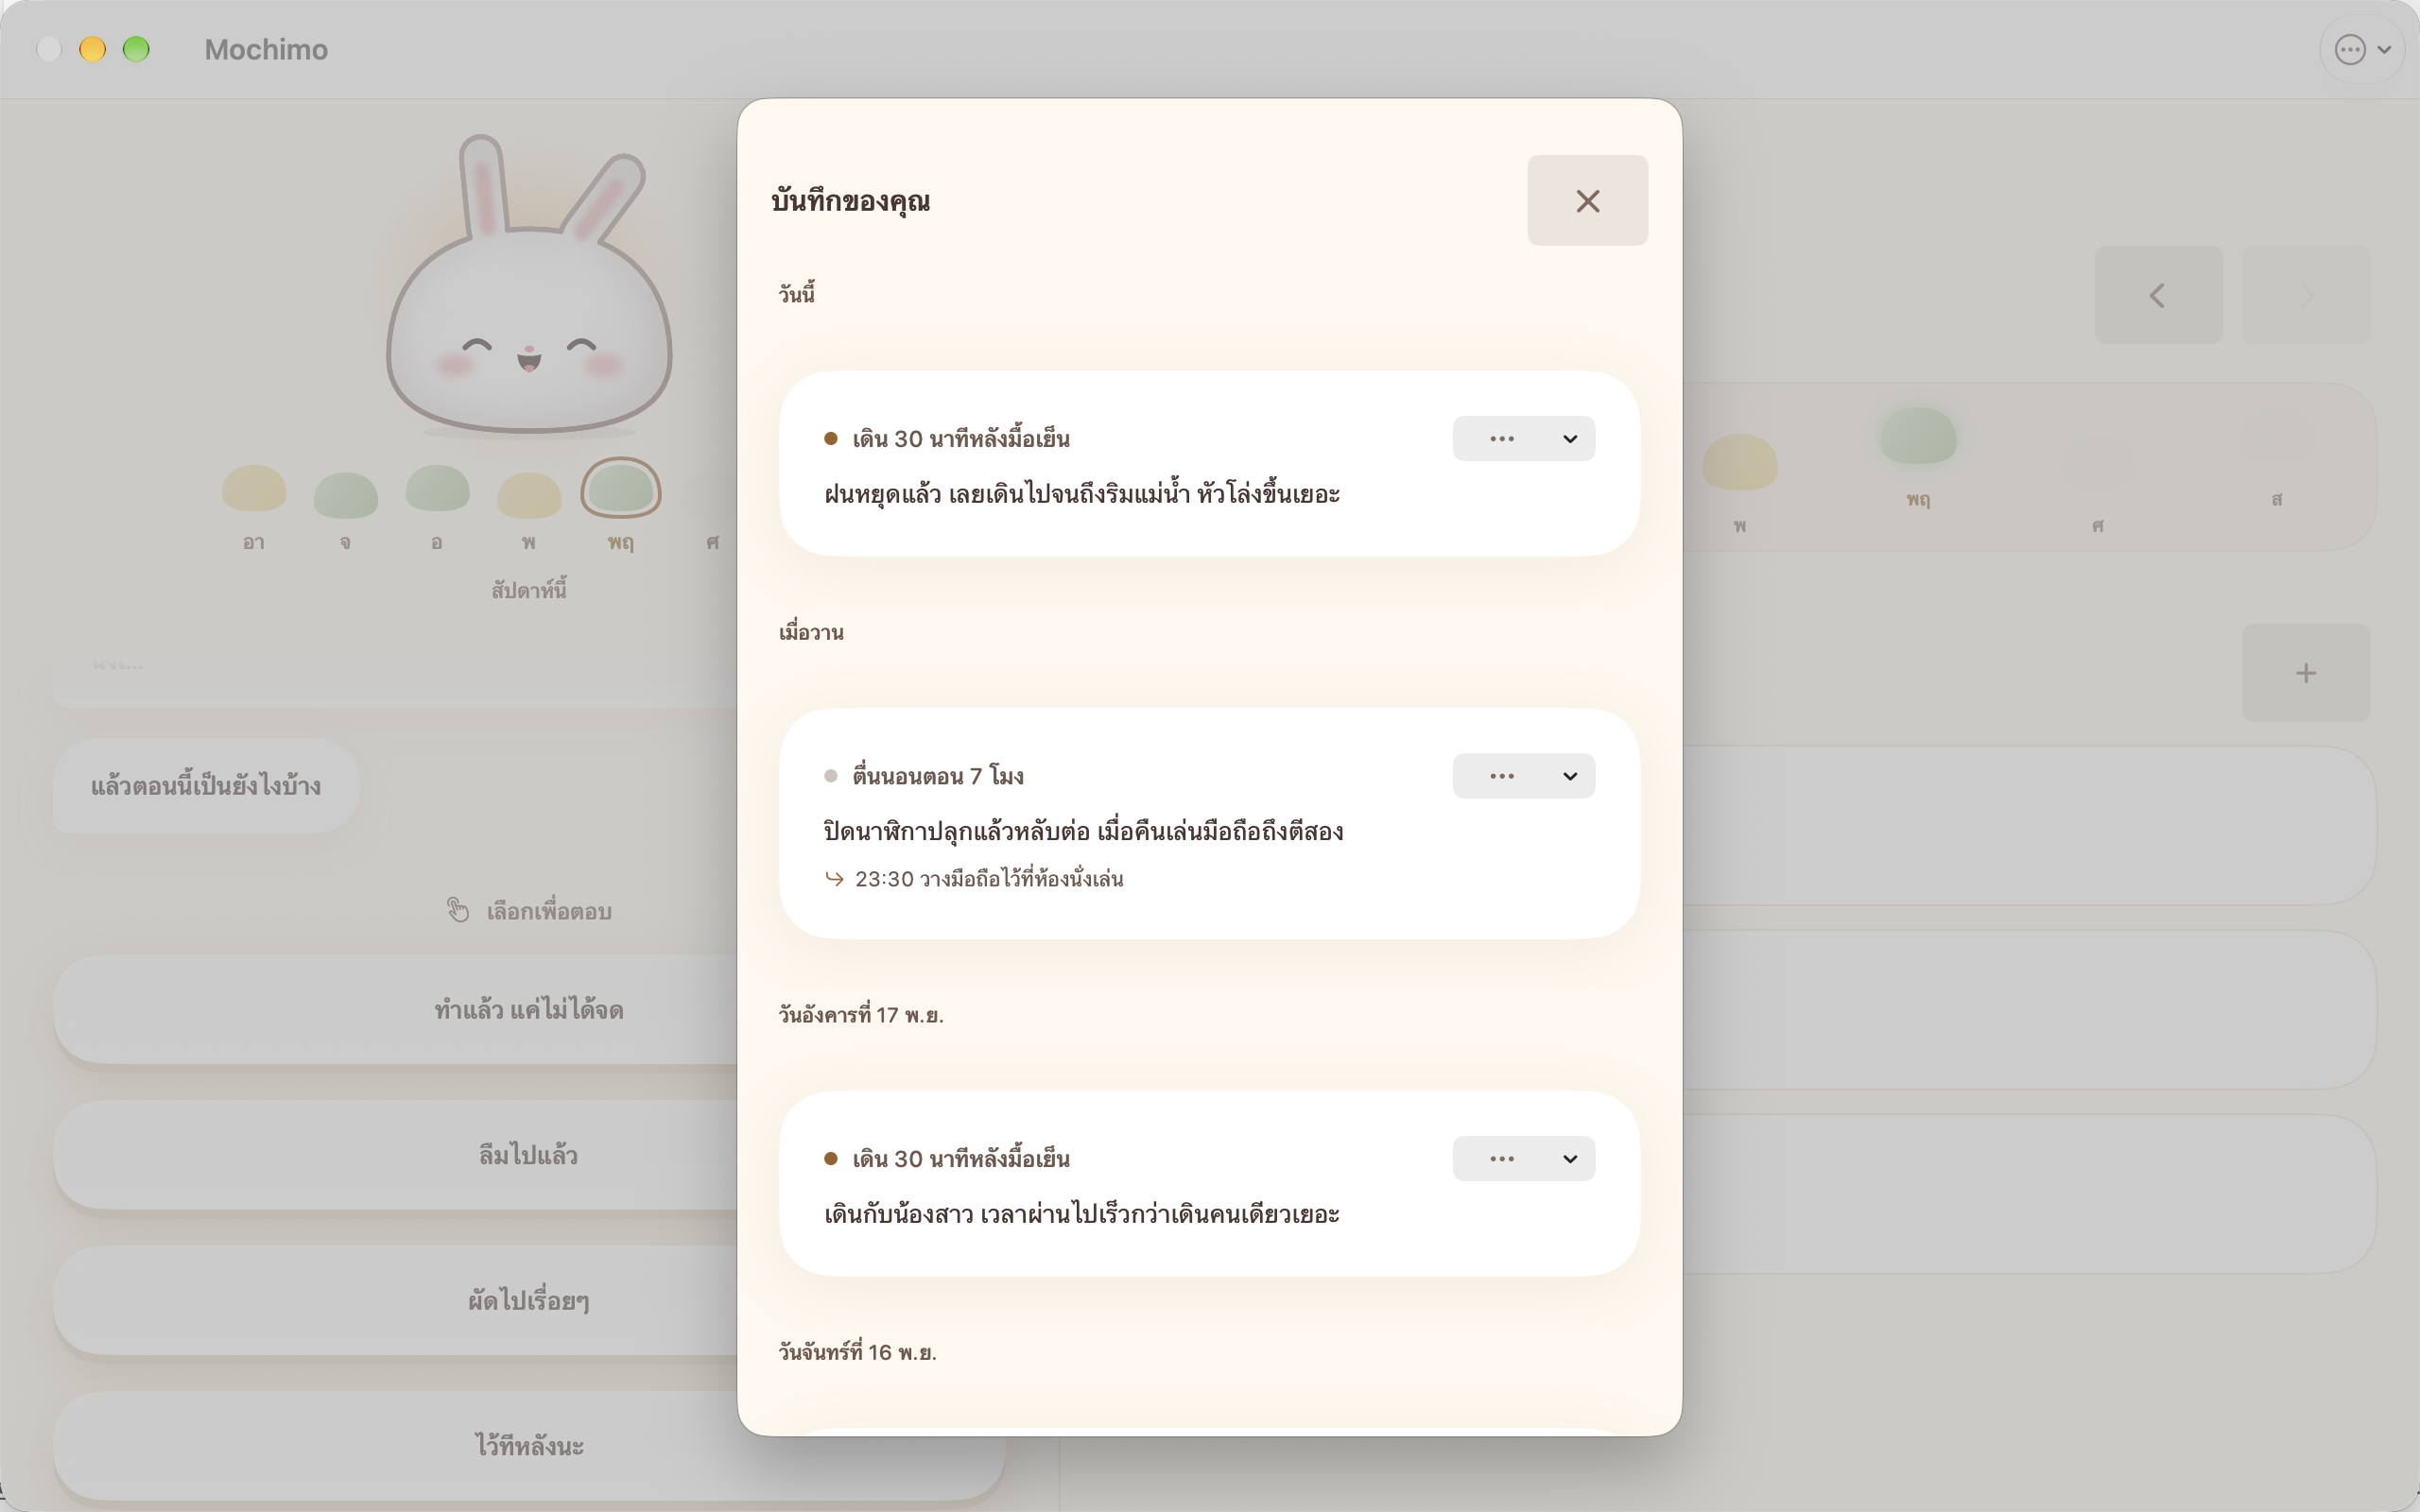 Mochimo
บันทึกของคุณ
วันนี้
เดิน 30 นาทีหลังมื้อเย็น
ฝนหยุดแล้ว เลยเดินไปจนถึงริมแม่น้ำ หัวโล่งขึ้นเยอะ
เมื่อวาน
ตื่นนอนตอน 7 โมง
ปิดนาฬิกาปลุกแล้วหลับต่อ เมื่อคืนเล่นมือถือถึงตีสอง
23:30 วางมือถือไว้ที่ห้องนั่งเล่น
วันอังคารที่ 17 พ.ย.
เดิน 30 นาทีหลังมื้อเย็น
เดินกับน้องสาว เวลาผ่านไปเร็วกว่าเดินคนเดียวเยอะ
วันจันทร์ที่ 16 พ.ย.
อา จ อ พ พฤ ศ
สัปดาห์นี้
แล้วตอนนี้เป็นยังไงบ้าง
เลือกเพื่อตอบ
ทำแล้ว แค่ไม่ได้จด
ลืมไปแล้ว
ผัดไปเรื่อยๆ
ไว้ทีหลังนะ
พ พฤ ศ ส